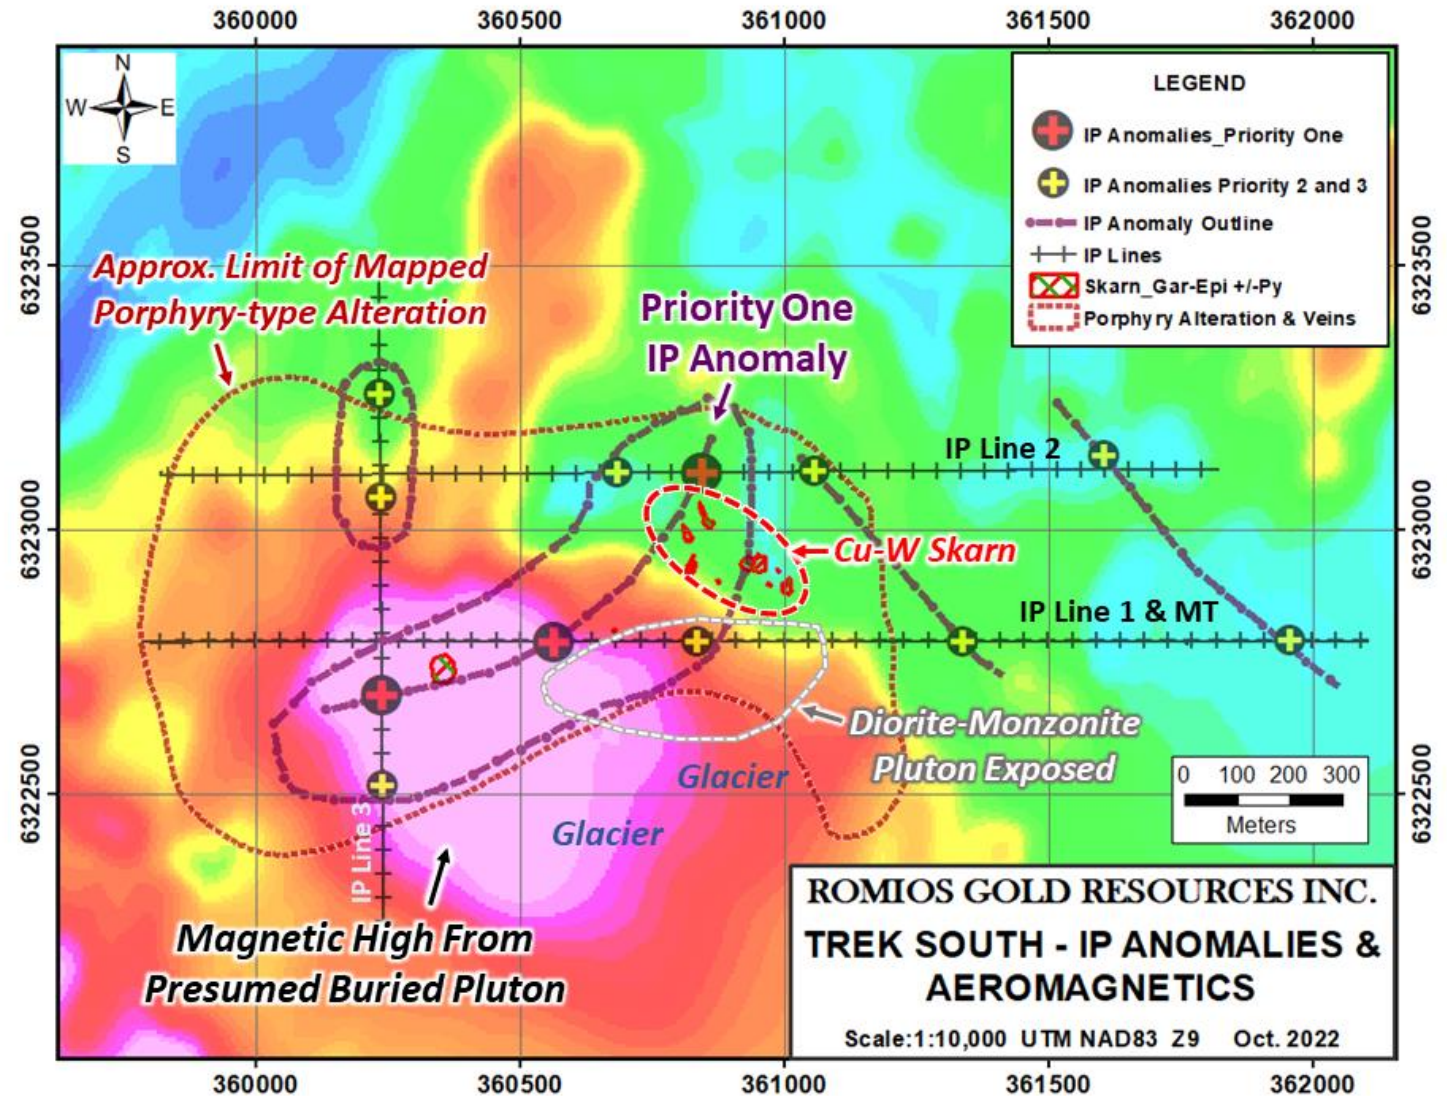 360000 360500 361000 361500 362000
N
W E
S
LEGEND
IP Anomalies_Priority One
IP Anomalies Priority 2 and 3
IP Anomaly Outline
IP Lines
Skarn_Gar-Epi +/-Py
Porphyry Alteration & Veins
6323500
6323500
Approx. Limit of Mapped
Porphyry-type Alteration
Priority One
IP Anomaly
IP Line 2
6323000
6323000
Cu-W Skarn
IP Line 1 & MT
Diorite-Monzonite
Pluton Exposed
6322500
6322500
Glacier
Glacier
IP Line 3
0 100 200 300
Meters
Magnetic High From
Presumed Buried Pluton
ROMIOS GOLD RESOURCES INC.
TREK SOUTH - IP ANOMALIES &
AEROMAGNETICS
Scale:1:10,000 UTM NAD83 Z9 Oct. 2022
360000 360500 361000 361500 362000